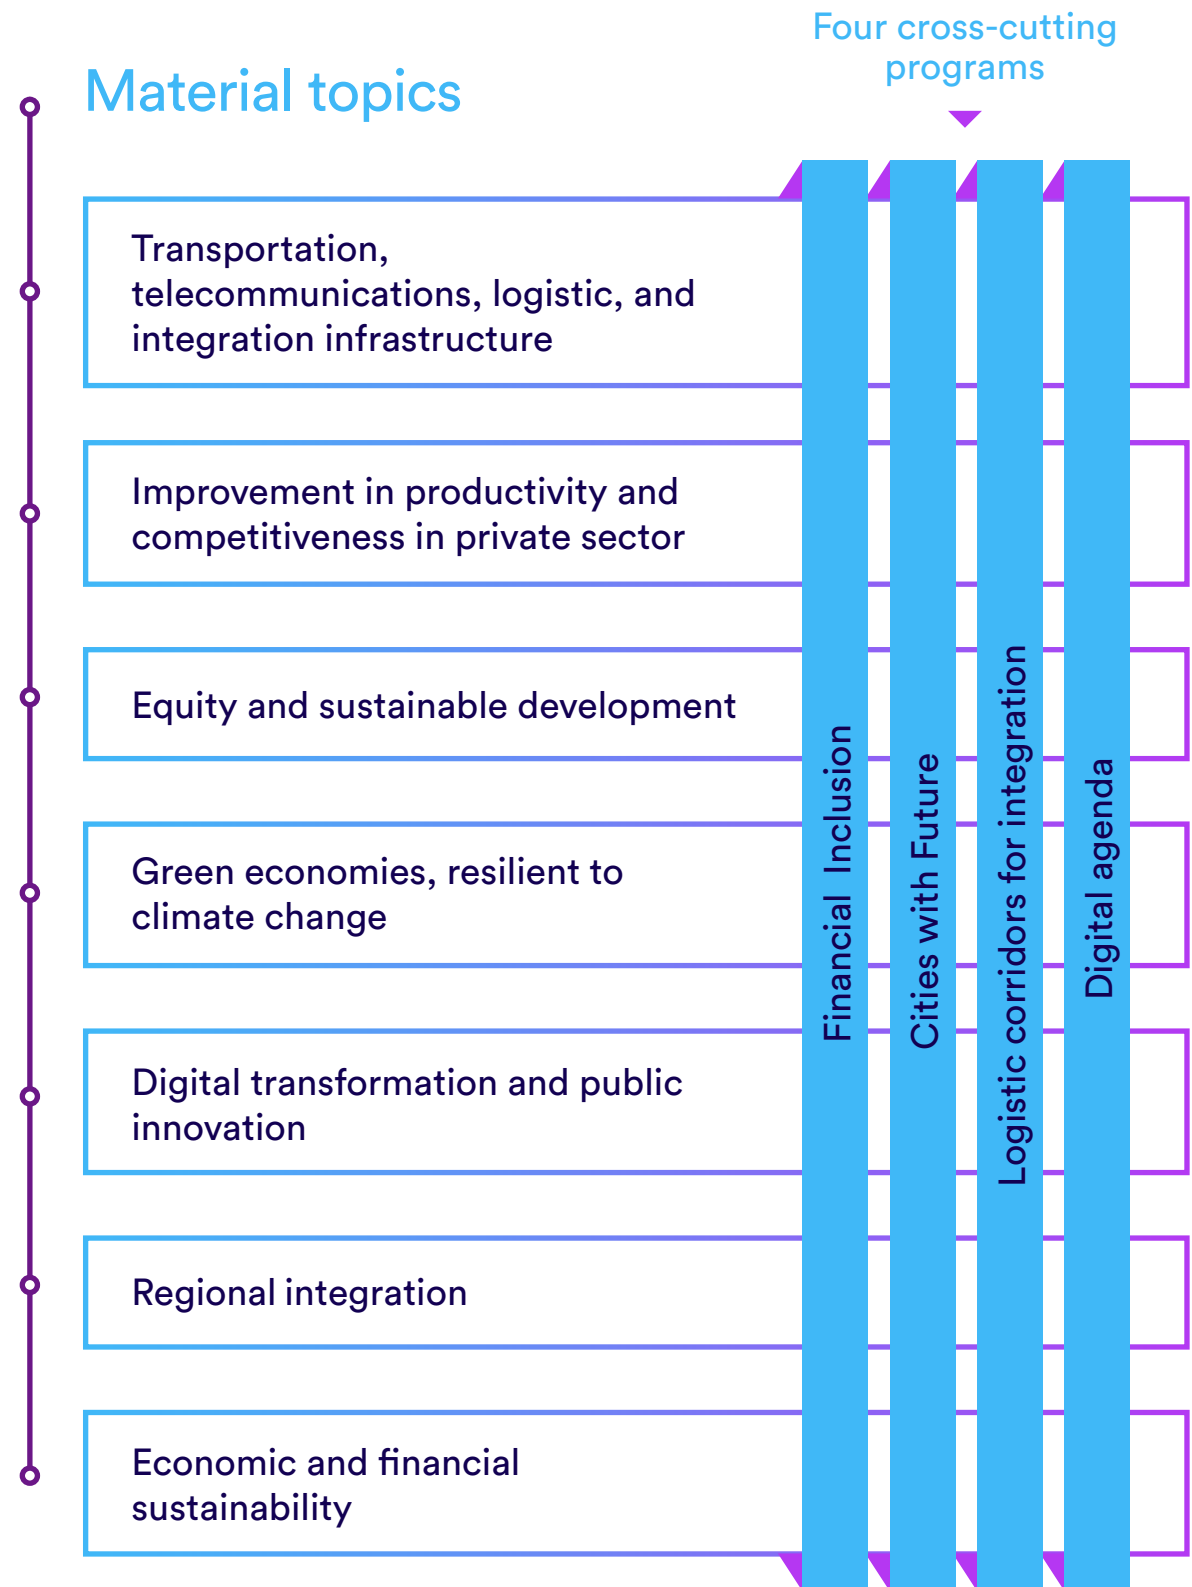 Four cross-cutting
programs
Material topics
Transportation,
telecommunications, logistic, and
integration infrastructure
Improvement in productivity and
competitiveness in private sector
Equity and sustainable development
Green economies, resilient to
climate change
Digital transformation and public
innovation
Regional integration
Economic and financial
sustainability
Financial Inclusion
Cities with Future
Logistic corridors for integration
Digital agenda